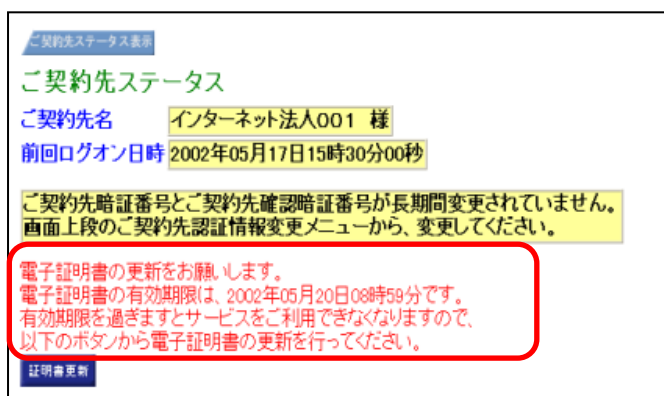 ご契約先ステータス表示
ご契約先ステータス
ご契約先名 インターネット法人001 様
前回ログオン日時 2002年05月17日15時30分00秒
ご契約先暗証番号とご契約先確認暗証番号が長期間変更されていません。
画面上段のご契約先認証情報変更メニューから、変更してください。
電子証明書の更新をお願いします。
電子証明書の有効期限は、2002年05月20日08時59分です。
有効期限を過ぎますとサービスをご利用できなくなりますので、
以下のボタンから電子証明書の更新を行ってください。
証明書更新